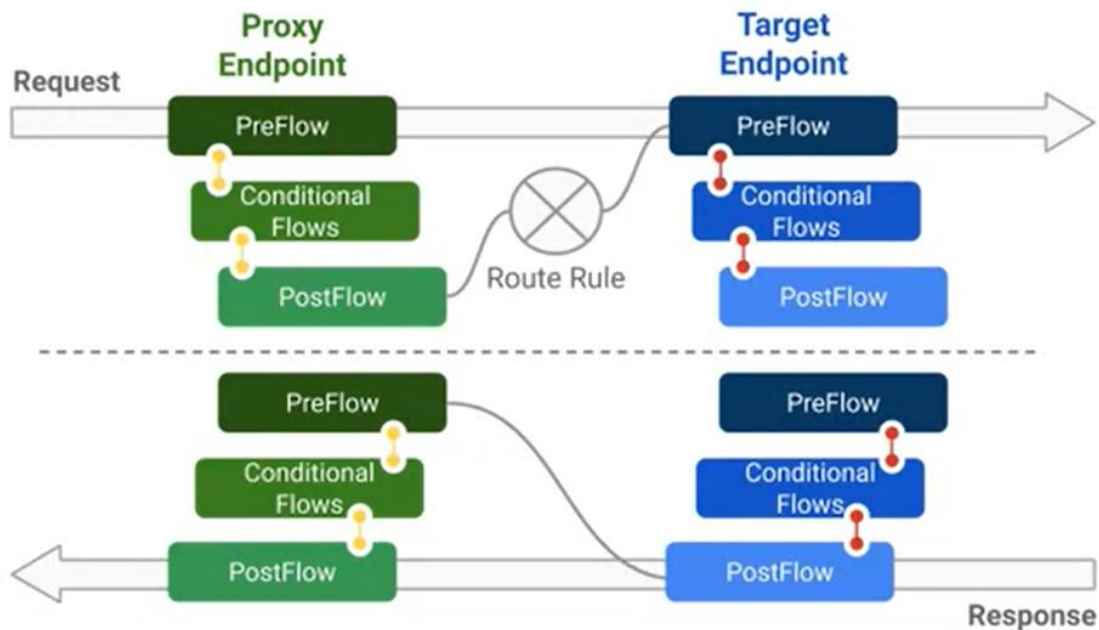 Proxy
Endpoint
Target
Endpoint
Request
PreFlow
PreFlow
Conditional
Flows
Conditional
Flows
Route Rule
PostFlow
PostFlow
PreFlow
PreFlow
Conditional
Flows
Conditional
Flows
PostFlow
PostFlow
Response